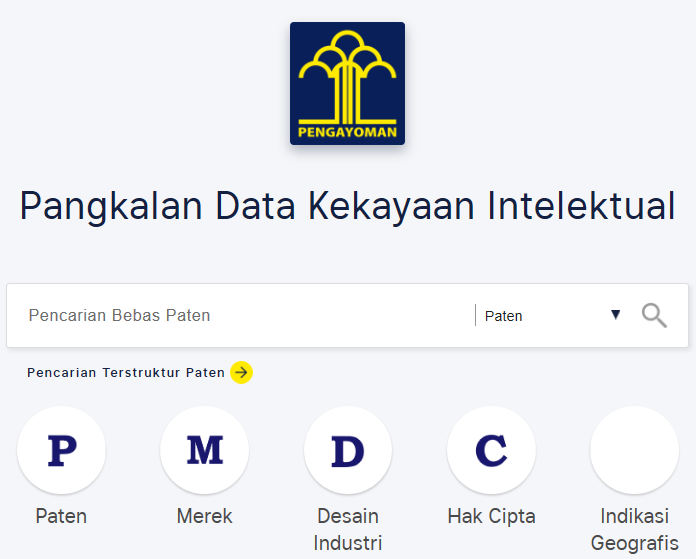 PENGAYOMAN
Pangkalan Data Kekayaan Intelektual
Pencarian Bebas Paten
Paten
Pencarian Terstruktur Paten
P
M
D
C
Paten
Merek
Desain
Industri
Hak Cipta
Indikasi
Geografis